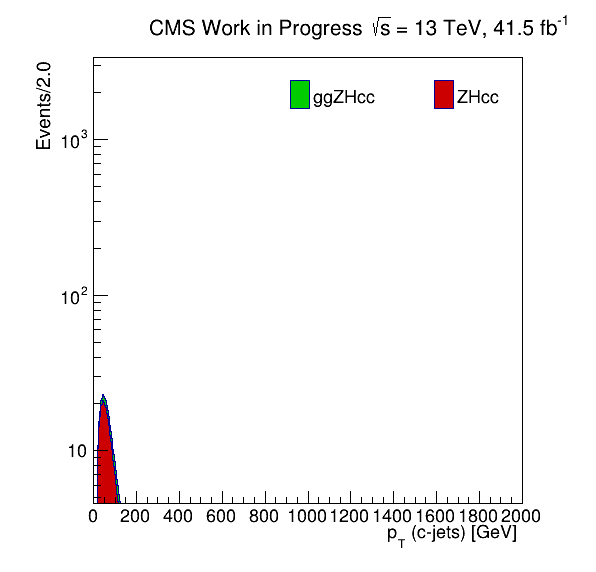 CMS Work in Progress √s = 13 TeV, 41.5 fb⁻¹
Events/2.0
ggZHcc ZHcc
10³
10²
10
0 200 400 600 800 1000 1200 1400 1600 1800 2000
p_T (c-jets) [GeV]